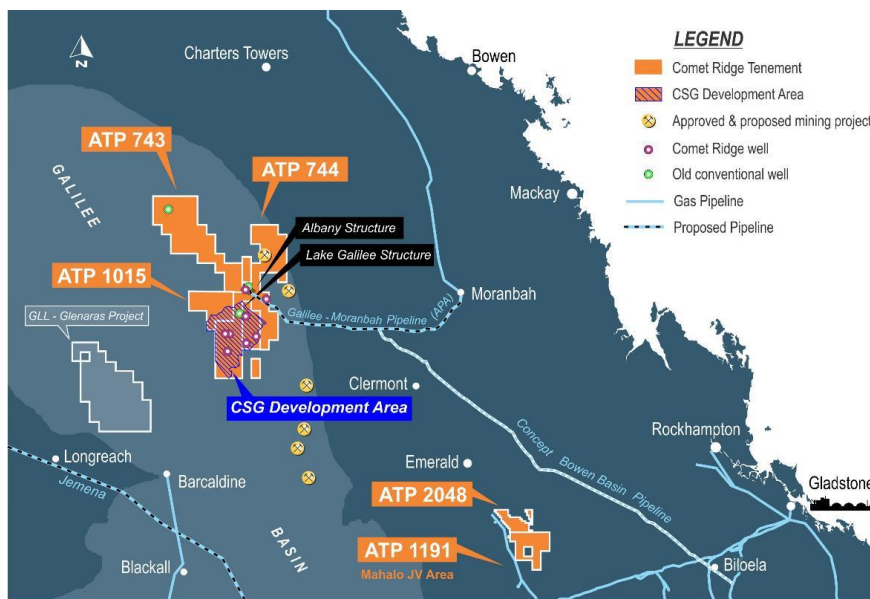 N
Charters Towers
Bowen
LEGEND
Comet Ridge Tenement
CSG Development Area
Approved & proposed mining project
Comet Ridge well
Old conventional well
Gas Pipeline
Proposed Pipeline
ATP 743
ATP 744
GALILEE
Mackay
Albany Structure
Lake Galilee Structure
ATP 1015
Moranbah
GLL - Glenaras Project
Galilee - Moranbah Pipeline (APA)
Clermont
CSG Development Area
Concept Bowen Basin Pipeline
Rockhampton
Longreach
Barcaldine
Emerald
Gladstone
Jemena
ATP 2048
BASIN
ATP 1191
Mahalo JV Area
Blackall
Biloela